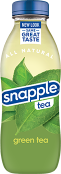 NEW LOOK
SAME
GREAT
TASTE
ALL NATURAL
snapple
tea
green tea